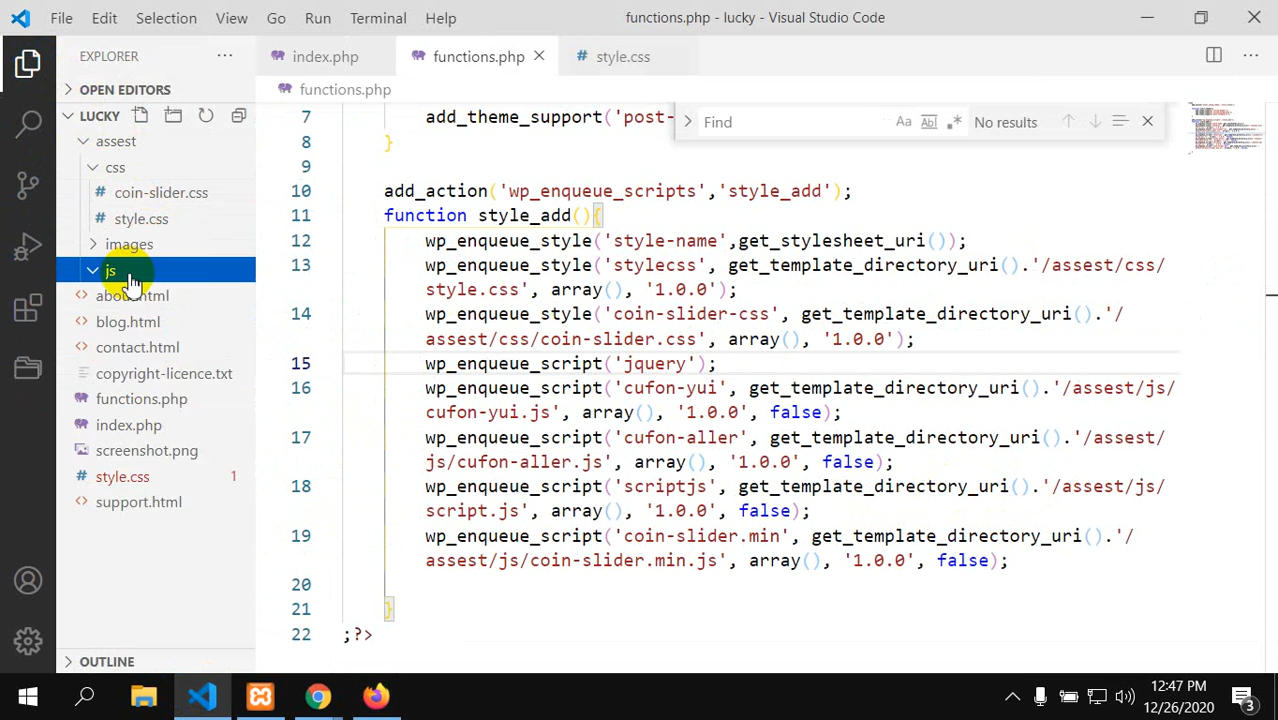 File Edit Selection View Go Run Terminal Help functions.php - lucky - Visual Studio Code
EXPLORER
OPEN EDITORS
LUCKY
assest
css
coin-slider.css
style.css
images
js
blog.html
contact.html
copyright-licence.txt
functions.php
index.php
screenshot.png
style.css 1
support.html
OUTLINE
index.php functions.php style.css
functions.php
Find Aa Abl No results
7 add_theme_support('post-
8 }
9
10 add_action('wp_enqueue_scripts','style_add');
11 function style_add(){
12 wp_enqueue_style('style-name',get_stylesheet_uri());
13 wp_enqueue_style('stylecss', get_template_directory_uri().'/assest/css/
style.css', array(), '1.0.0');
14 wp_enqueue_style('coin-slider-css', get_template_directory_uri().'/
assest/css/coin-slider.css', array(), '1.0.0');
15 wp_enqueue_script('jquery');
16 wp_enqueue_script('cufon-yui', get_template_directory_uri().'/assest/js/
cufon-yui.js', array(), '1.0.0', false);
17 wp_enqueue_script('cufon-aller', get_template_directory_uri().'/assest/
js/cufon-aller.js', array(), '1.0.0', false);
18 wp_enqueue_script('scriptjs', get_template_directory_uri().'/assest/js/
script.js', array(), '1.0.0', false);
19 wp_enqueue_script('coin-slider.min', get_template_directory_uri().'/
assest/js/coin-slider.min.js', array(), '1.0.0', false);
20
21 }
22 ;?>
12:47 PM
12/26/2020
3